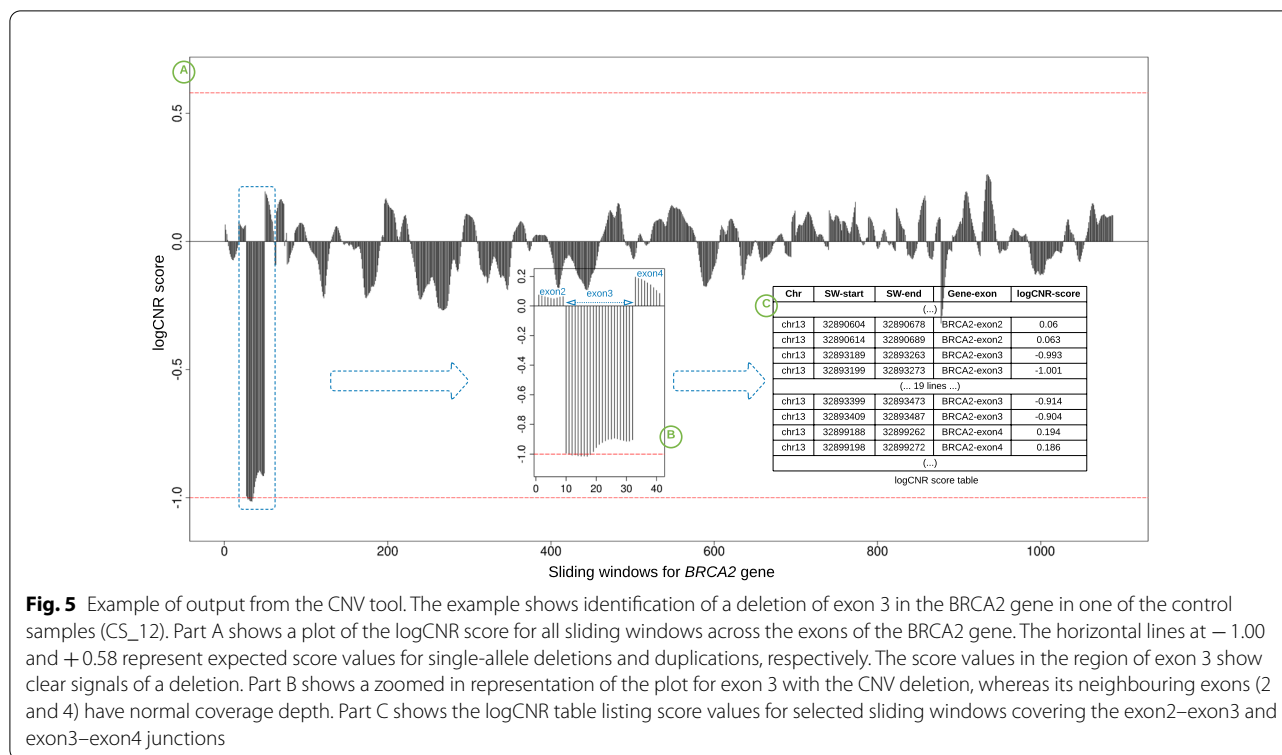 A
0.5
0.0
-0.5
-1.0
logCNR score
0
200
400
600
800
1000
Sliding windows for BRCA2 gene
0.2
0.0
-0.2
-0.4
-0.6
-0.8
-1.0
exon2
exon3
exon4
B
0 10 20 30 40
C
Chr SW-start SW-end Gene-exon logCNR-score
(...)
chr13 32890604 32890678 BRCA2-exon2 0.06
chr13 32890614 32890689 BRCA2-exon2 0.063
chr13 32893189 32893263 BRCA2-exon3 -0.993
chr13 32893199 32893273 BRCA2-exon3 -1.001
(... 19 lines ...)
chr13 32893399 32893473 BRCA2-exon3 -0.914
chr13 32893409 32893487 BRCA2-exon3 -0.904
chr13 32899188 32899262 BRCA2-exon4 0.194
chr13 32899198 32899272 BRCA2-exon4 0.186
(...)
logCNR score table
Fig. 5 Example of output from the CNV tool. The example shows identification of a deletion of exon 3 in the BRCA2 gene in one of the control
samples (CS_12). Part A shows a plot of the logCNR score for all sliding windows across the exons of the BRCA2 gene. The horizontal lines at − 1.00
and + 0.58 represent expected score values for single-allele deletions and duplications, respectively. The score values in the region of exon 3 show
clear signals of a deletion. Part B shows a zoomed in representation of the plot for exon 3 with the CNV deletion, whereas its neighbouring exons (2
and 4) have normal coverage depth. Part C shows the logCNR table listing score values for selected sliding windows covering the exon2–exon3 and
exon3–exon4 junctions